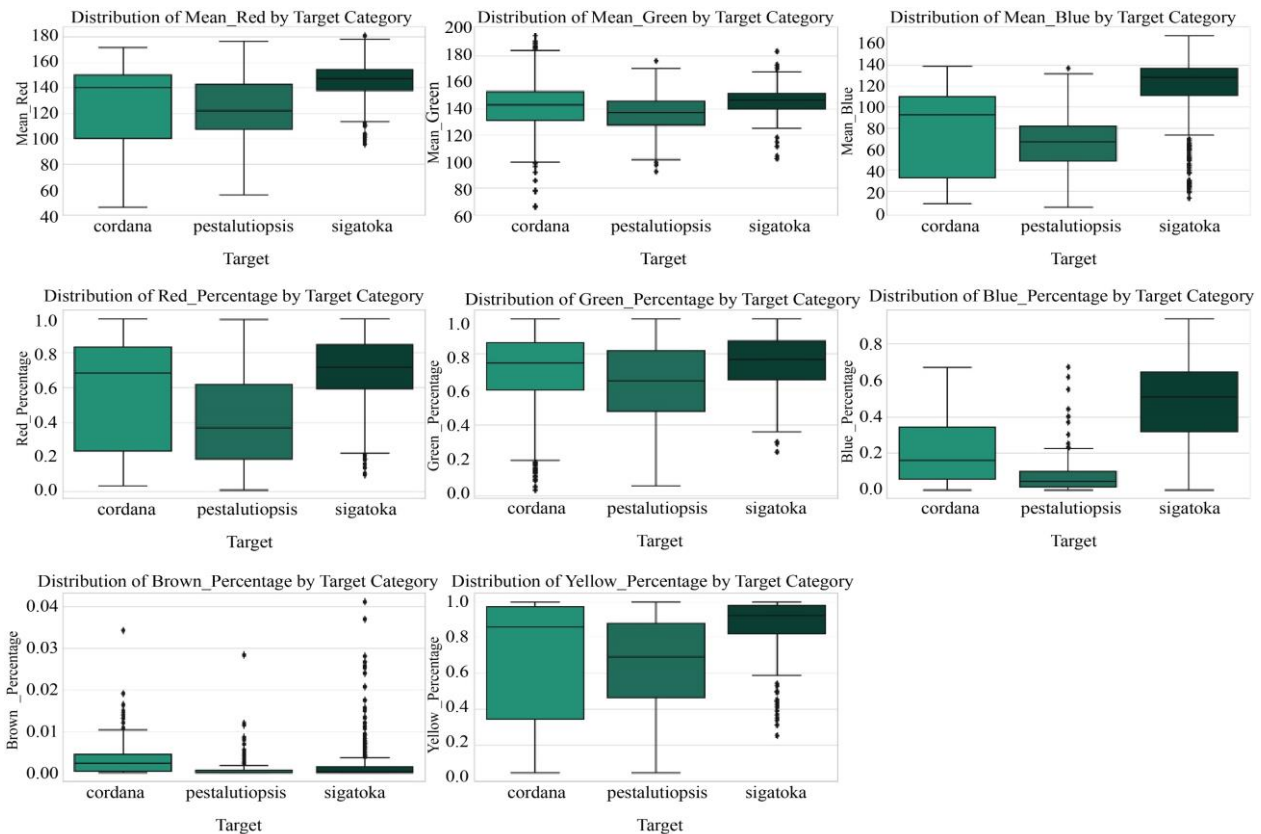 Distribution of Mean_Red by Target Category
Mean_Red
180
160
140
120
100
80
60
40
cordana pestalutiopsis sigatoka
Target
Distribution of Mean_Green by Target Category
Mean_Green
200
180
160
140
120
100
80
60
cordana pestalutiopsis sigatoka
Target
Distribution of Mean_Blue by Target Category
Mean_Blue
160
140
120
100
80
60
40
20
0
cordana pestalutiopsis sigatoka
Target
Distribution of Red_Percentage by Target Category
Red_Percentage
1.0
0.8
0.6
0.4
0.2
0.0
cordana pestalutiopsis sigatoka
Target
Distribution of Green_Percentage by Target Category
Green_Percentage
1.0
0.8
0.6
0.4
0.2
0.0
cordana pestalutiopsis sigatoka
Target
Distribution of Blue_Percentage by Target Category
Blue_Percentage
0.8
0.6
0.4
0.2
0.0
cordana pestalutiopsis sigatoka
Target
Distribution of Brown_Percentage by Target Category
Brown_Percentage
0.04
0.03
0.02
0.01
0.00
cordana pestalutiopsis sigatoka
Target
Distribution of Yellow_Percentage by Target Category
Yellow_Percentage
1.0
0.8
0.6
0.4
0.2
0.0
cordana pestalutiopsis sigatoka
Target